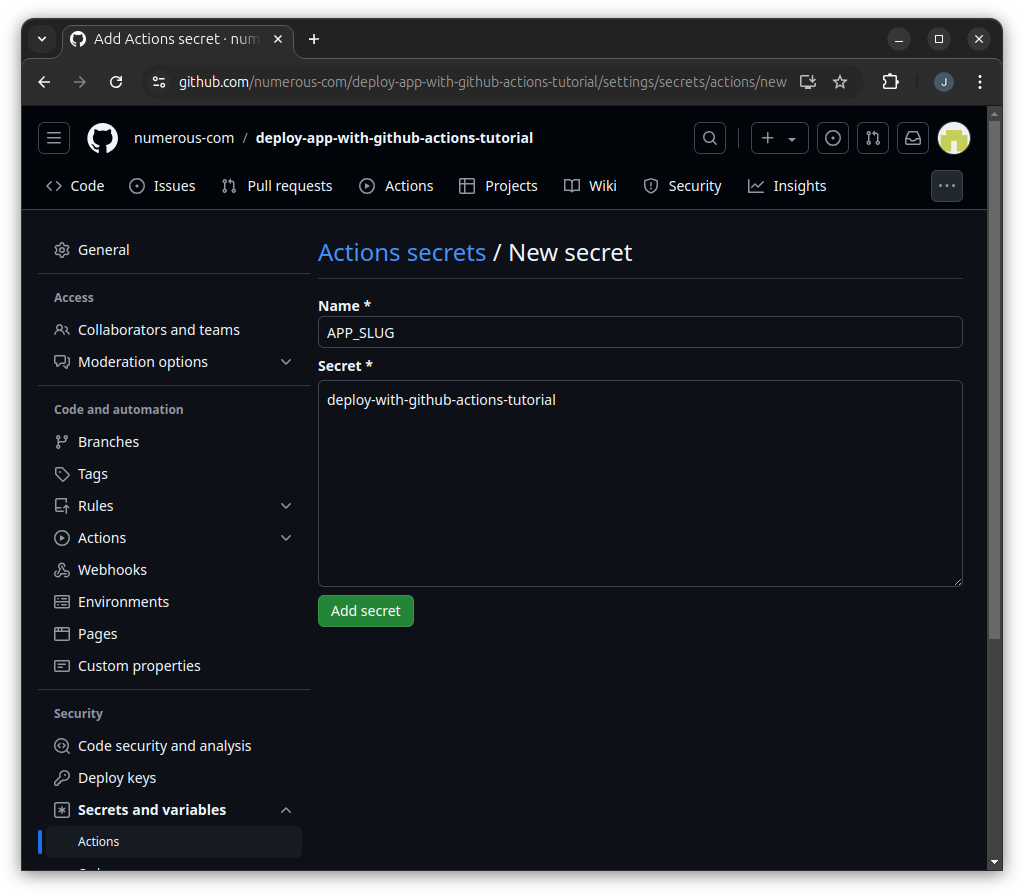 Add Actions secret · num
github.com/numerous-com/deploy-app-with-github-actions-tutorial/settings/secrets/actions/new
J
numerous-com / deploy-app-with-github-actions-tutorial
Code Issues Pull requests Actions Projects Wiki Security Insights
General
Access
Collaborators and teams
Moderation options
Code and automation
Branches
Tags
Rules
Actions
Webhooks
Environments
Pages
Custom properties
Security
Code security and analysis
Deploy keys
Secrets and variables
Actions
Actions secrets / New secret
Name *
APP_SLUG
Secret *
deploy-with-github-actions-tutorial
Add secret